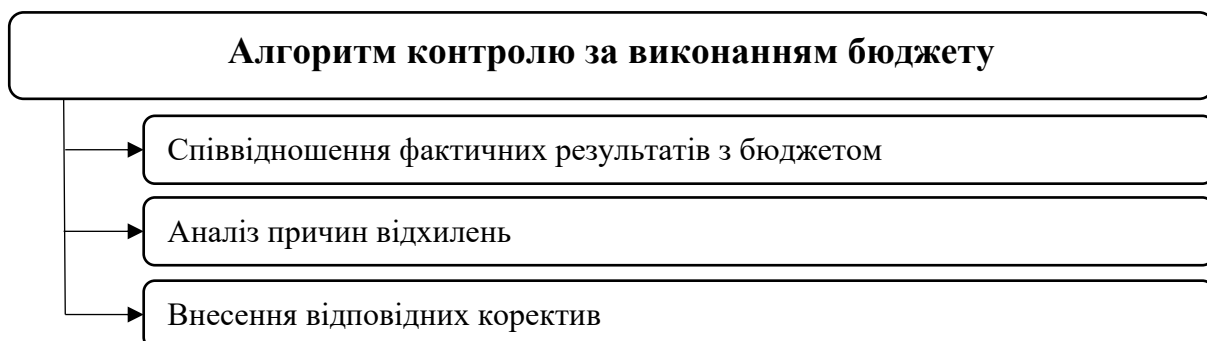 Алгоритм контролю за виконанням бюджету
Співвідношення фактичних результатів з бюджетом
Аналіз причин відхилень
Внесення відповідних коректив